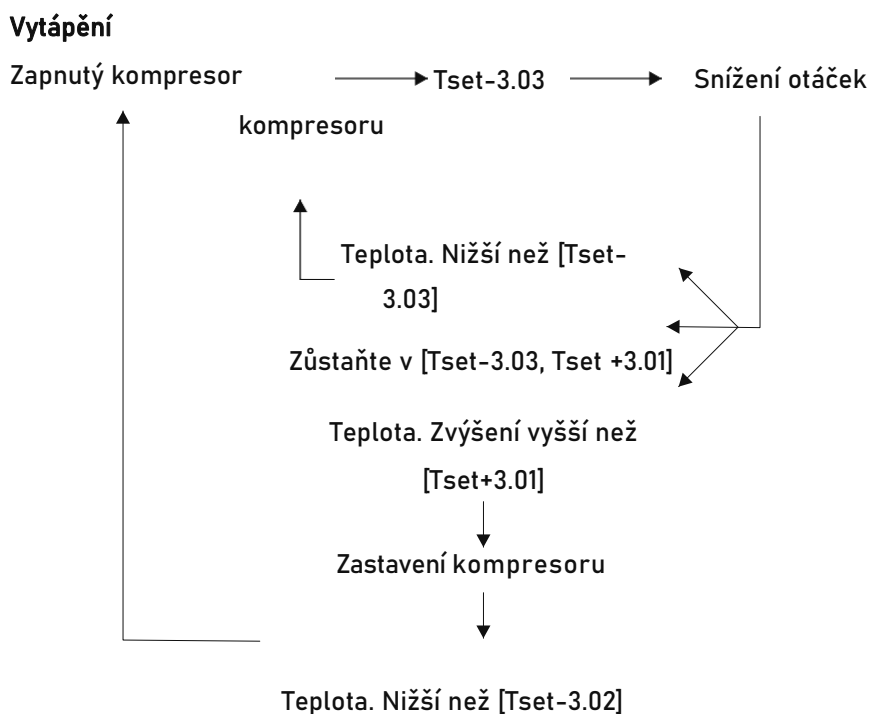 Vytápění
Zapnutý kompresor Tset-3.03 Snížení otáček
kompresoru
Teplota. Nižší než [Tset-
3.03]
Zůstaňte v [Tset-3.03, Tset +3.01]
Teplota. Zvýšení vyšší než
[Tset+3.01]
Zastavení kompresoru
Teplota. Nižší než [Tset-3.02]